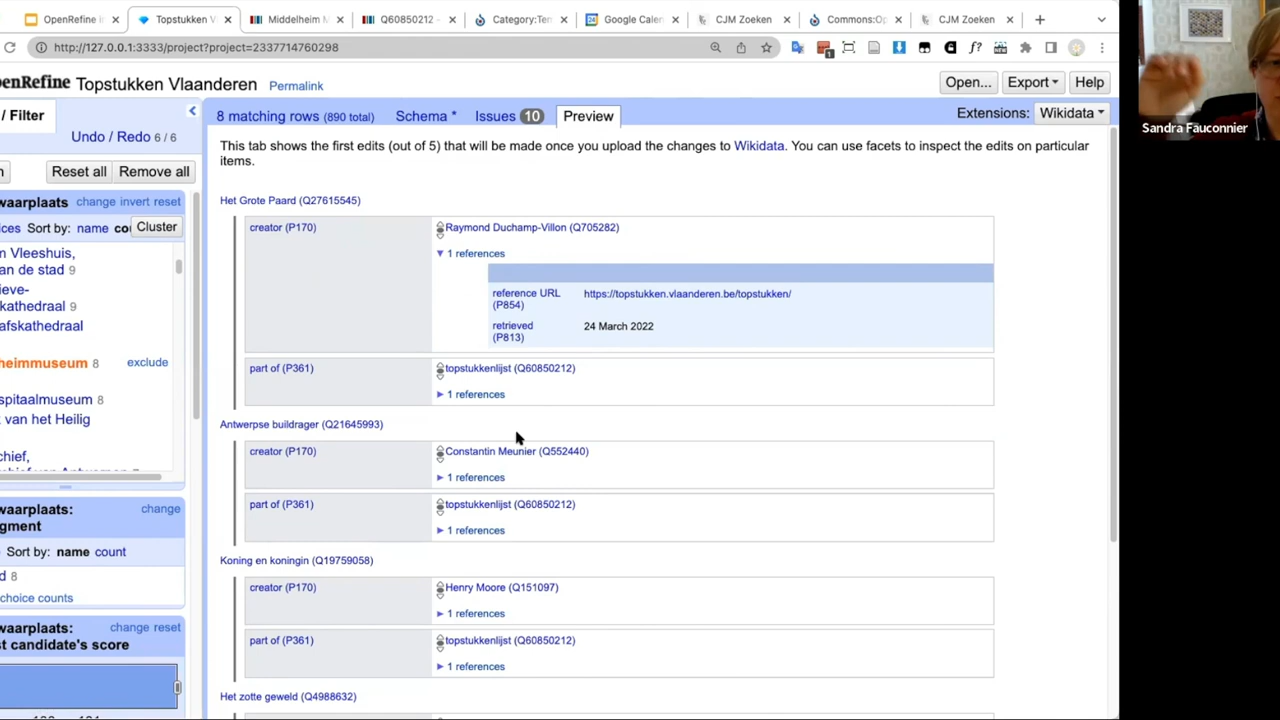 OpenRefine in
Topstukken V
Middelheim M
Q60850212 -
Category:Ten
Google Calen
CJM Zoeken
Commons:Op
CJM Zoeken
http://127.0.0.1:3333/project?project=2337714760298
1
enRefine Topstukken Vlaanderen Permalink
Open... Export Help
/ Filter
Undo / Redo 6 / 6
8 matching rows (890 total) Schema * Issues 10 Preview
Extensions: Wikidata
Reset all Remove all
waarplaats change invert reset
ices Sort by: name cou Cluster
n Vleeshuis,
an de stad 9
ieve-
kathedraal 9
afskathedraal
heimmuseum 8 exclude
spitaalmuseum 8
k van het Heilig
chief,
waarplaats: change
gment
Sort by: name count
d 8
choice counts
waarplaats: change reset
st candidate's score
This tab shows the first edits (out of 5) that will be made once you upload the changes to Wikidata. You can use facets to inspect the edits on particular
items.
Het Grote Paard (Q27615545)
creator (P170) Raymond Duchamp-Villon (Q705282)
1 references
reference URL https://topstukken.vlaanderen.be/topstukken/
(P854)
retrieved 24 March 2022
(P813)
part of (P361) topstukkenlijst (Q60850212)
1 references
Antwerpse buildrager (Q21645993)
creator (P170) Constantin Meunier (Q552440)
1 references
part of (P361) topstukkenlijst (Q60850212)
1 references
Koning en koningin (Q19759058)
creator (P170) Henry Moore (Q151097)
1 references
part of (P361) topstukkenlijst (Q60850212)
1 references
Het zotte geweld (Q4988632)
Sandra Fauconnier